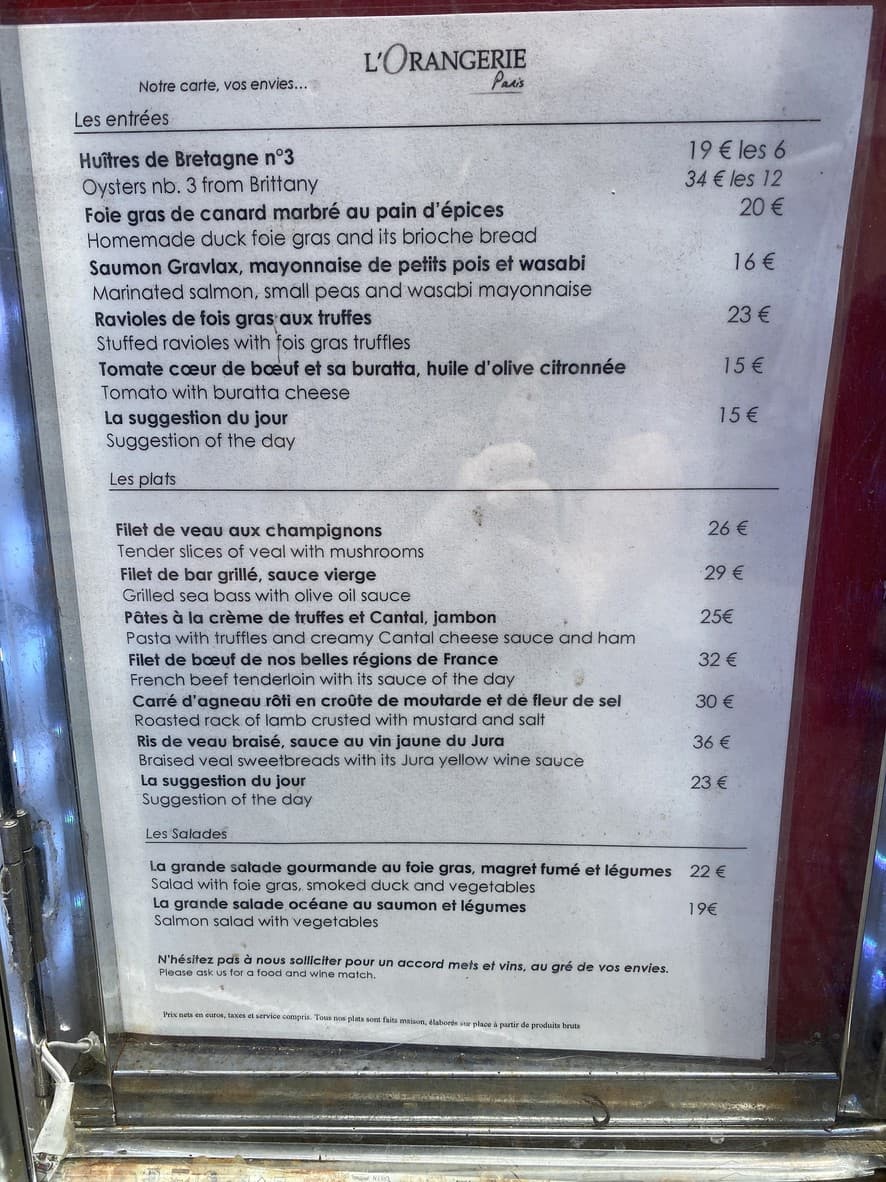 L'ORANGERIE
Paris
Notre carte, vos envies...
Les entrées
Huîtres de Bretagne n°3 19 € les 6
Oysters nb. 3 from Brittany 34 € les 12
Foie gras de canard marbré au pain d'épices 20 €
Homemade duck foie gras and its brioche bread
Saumon Gravlax, mayonnaise de petits pois et wasabi 16 €
Marinated salmon, small peas and wasabi mayonnaise
Ravioles de fois gras aux truffes 23 €
Stuffed ravioles with fois gras truffles
Tomate cœur de bœuf et sa buratta, huile d'olive citronnée 15 €
Tomato with buratta cheese
La suggestion du jour 15 €
Suggestion of the day
Les plats
Filet de veau aux champignons 26 €
Tender slices of veal with mushrooms
Filet de bar grillé, sauce vierge 29 €
Grilled sea bass with olive oil sauce
Pâtes à la crème de truffes et Cantal, jambon 25€
Pasta with truffles and creamy Cantal cheese sauce and ham
Filet de bœuf de nos belles régions de France 32 €
French beef tenderloin with its sauce of the day
Carré d'agneau rôti en croûte de moutarde et de fleur de sel 30 €
Roasted rack of lamb crusted with mustard and salt
Ris de veau braisé, sauce au vin jaune du Jura 36 €
Braised veal sweetbreads with its Jura yellow wine sauce
La suggestion du jour 23 €
Suggestion of the day
Les Salades
La grande salade gourmande au foie gras, magret fumé et légumes 22 €
Salad with foie gras, smoked duck and vegetables
La grande salade océane au saumon et légumes 19€
Salmon salad with vegetables
N'hésitez pas à nous solliciter pour un accord mets et vins, au gré de vos envies.
Please ask us for a food and wine match.
Prix nets en euros, taxes et service compris. Tous nos plats sont faits maison, élaborés sur place à partir de produits bruts